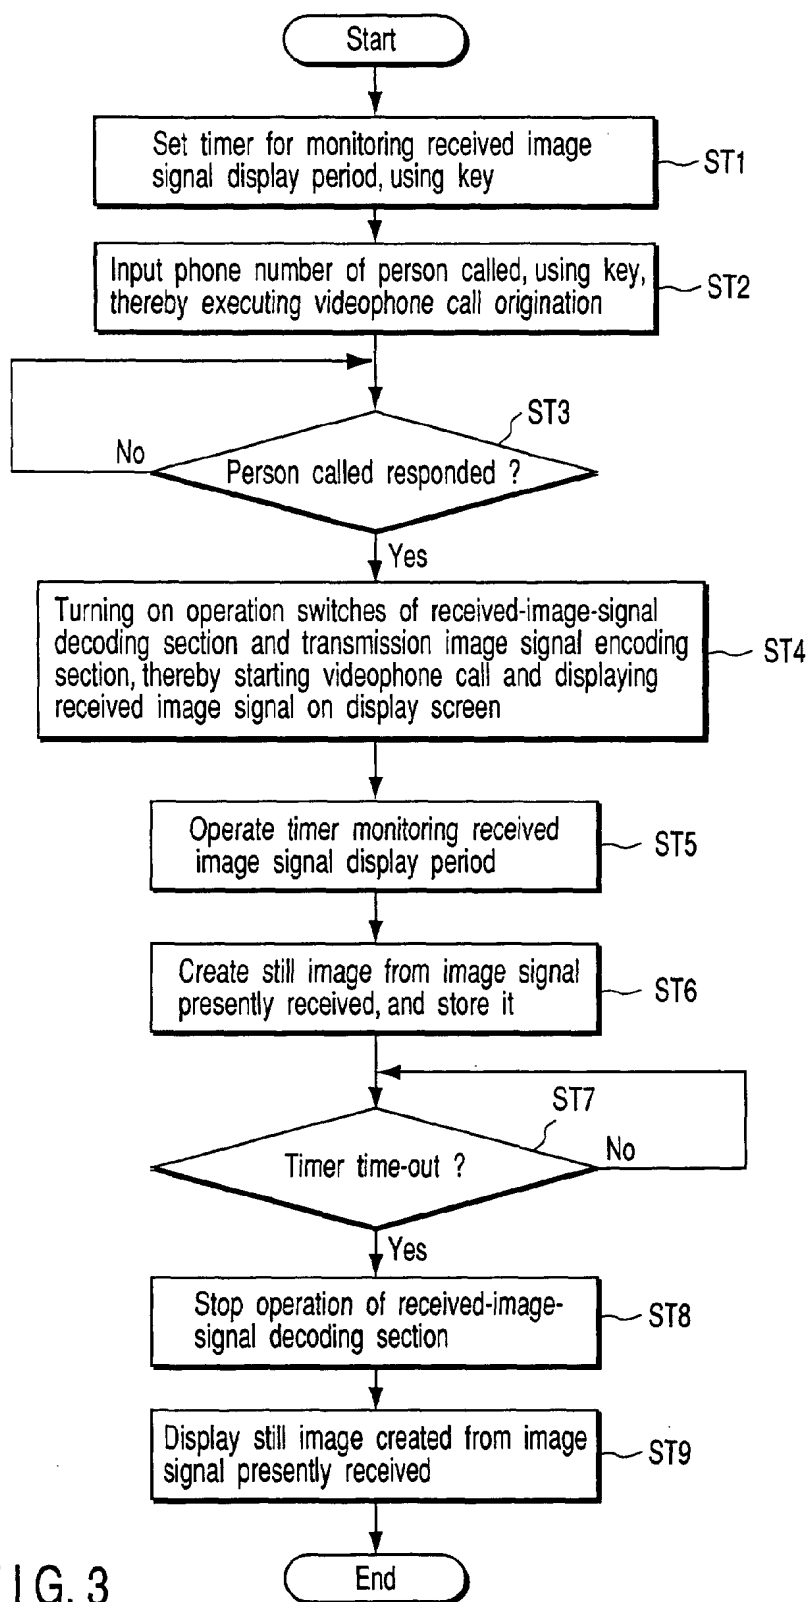 Start
Set timer for monitoring received image
signal display period, using key
ST1
Input phone number of person called, using key,
thereby executing videophone call origination
ST2
ST3
No
Person called responded ?
Yes
Turning on operation switches of received-image-signal
decoding section and transmission image signal encoding
section, thereby starting videophone call and displaying
received image signal on display screen
ST4
Operate timer monitoring received
image signal display period
ST5
Create still image from image signal
presently received, and store it
ST6
ST7
Timer time-out ?
No
Yes
Stop operation of received-image-
signal decoding section
ST8
Display still image created from image
signal presently received
ST9
End
IG. 3